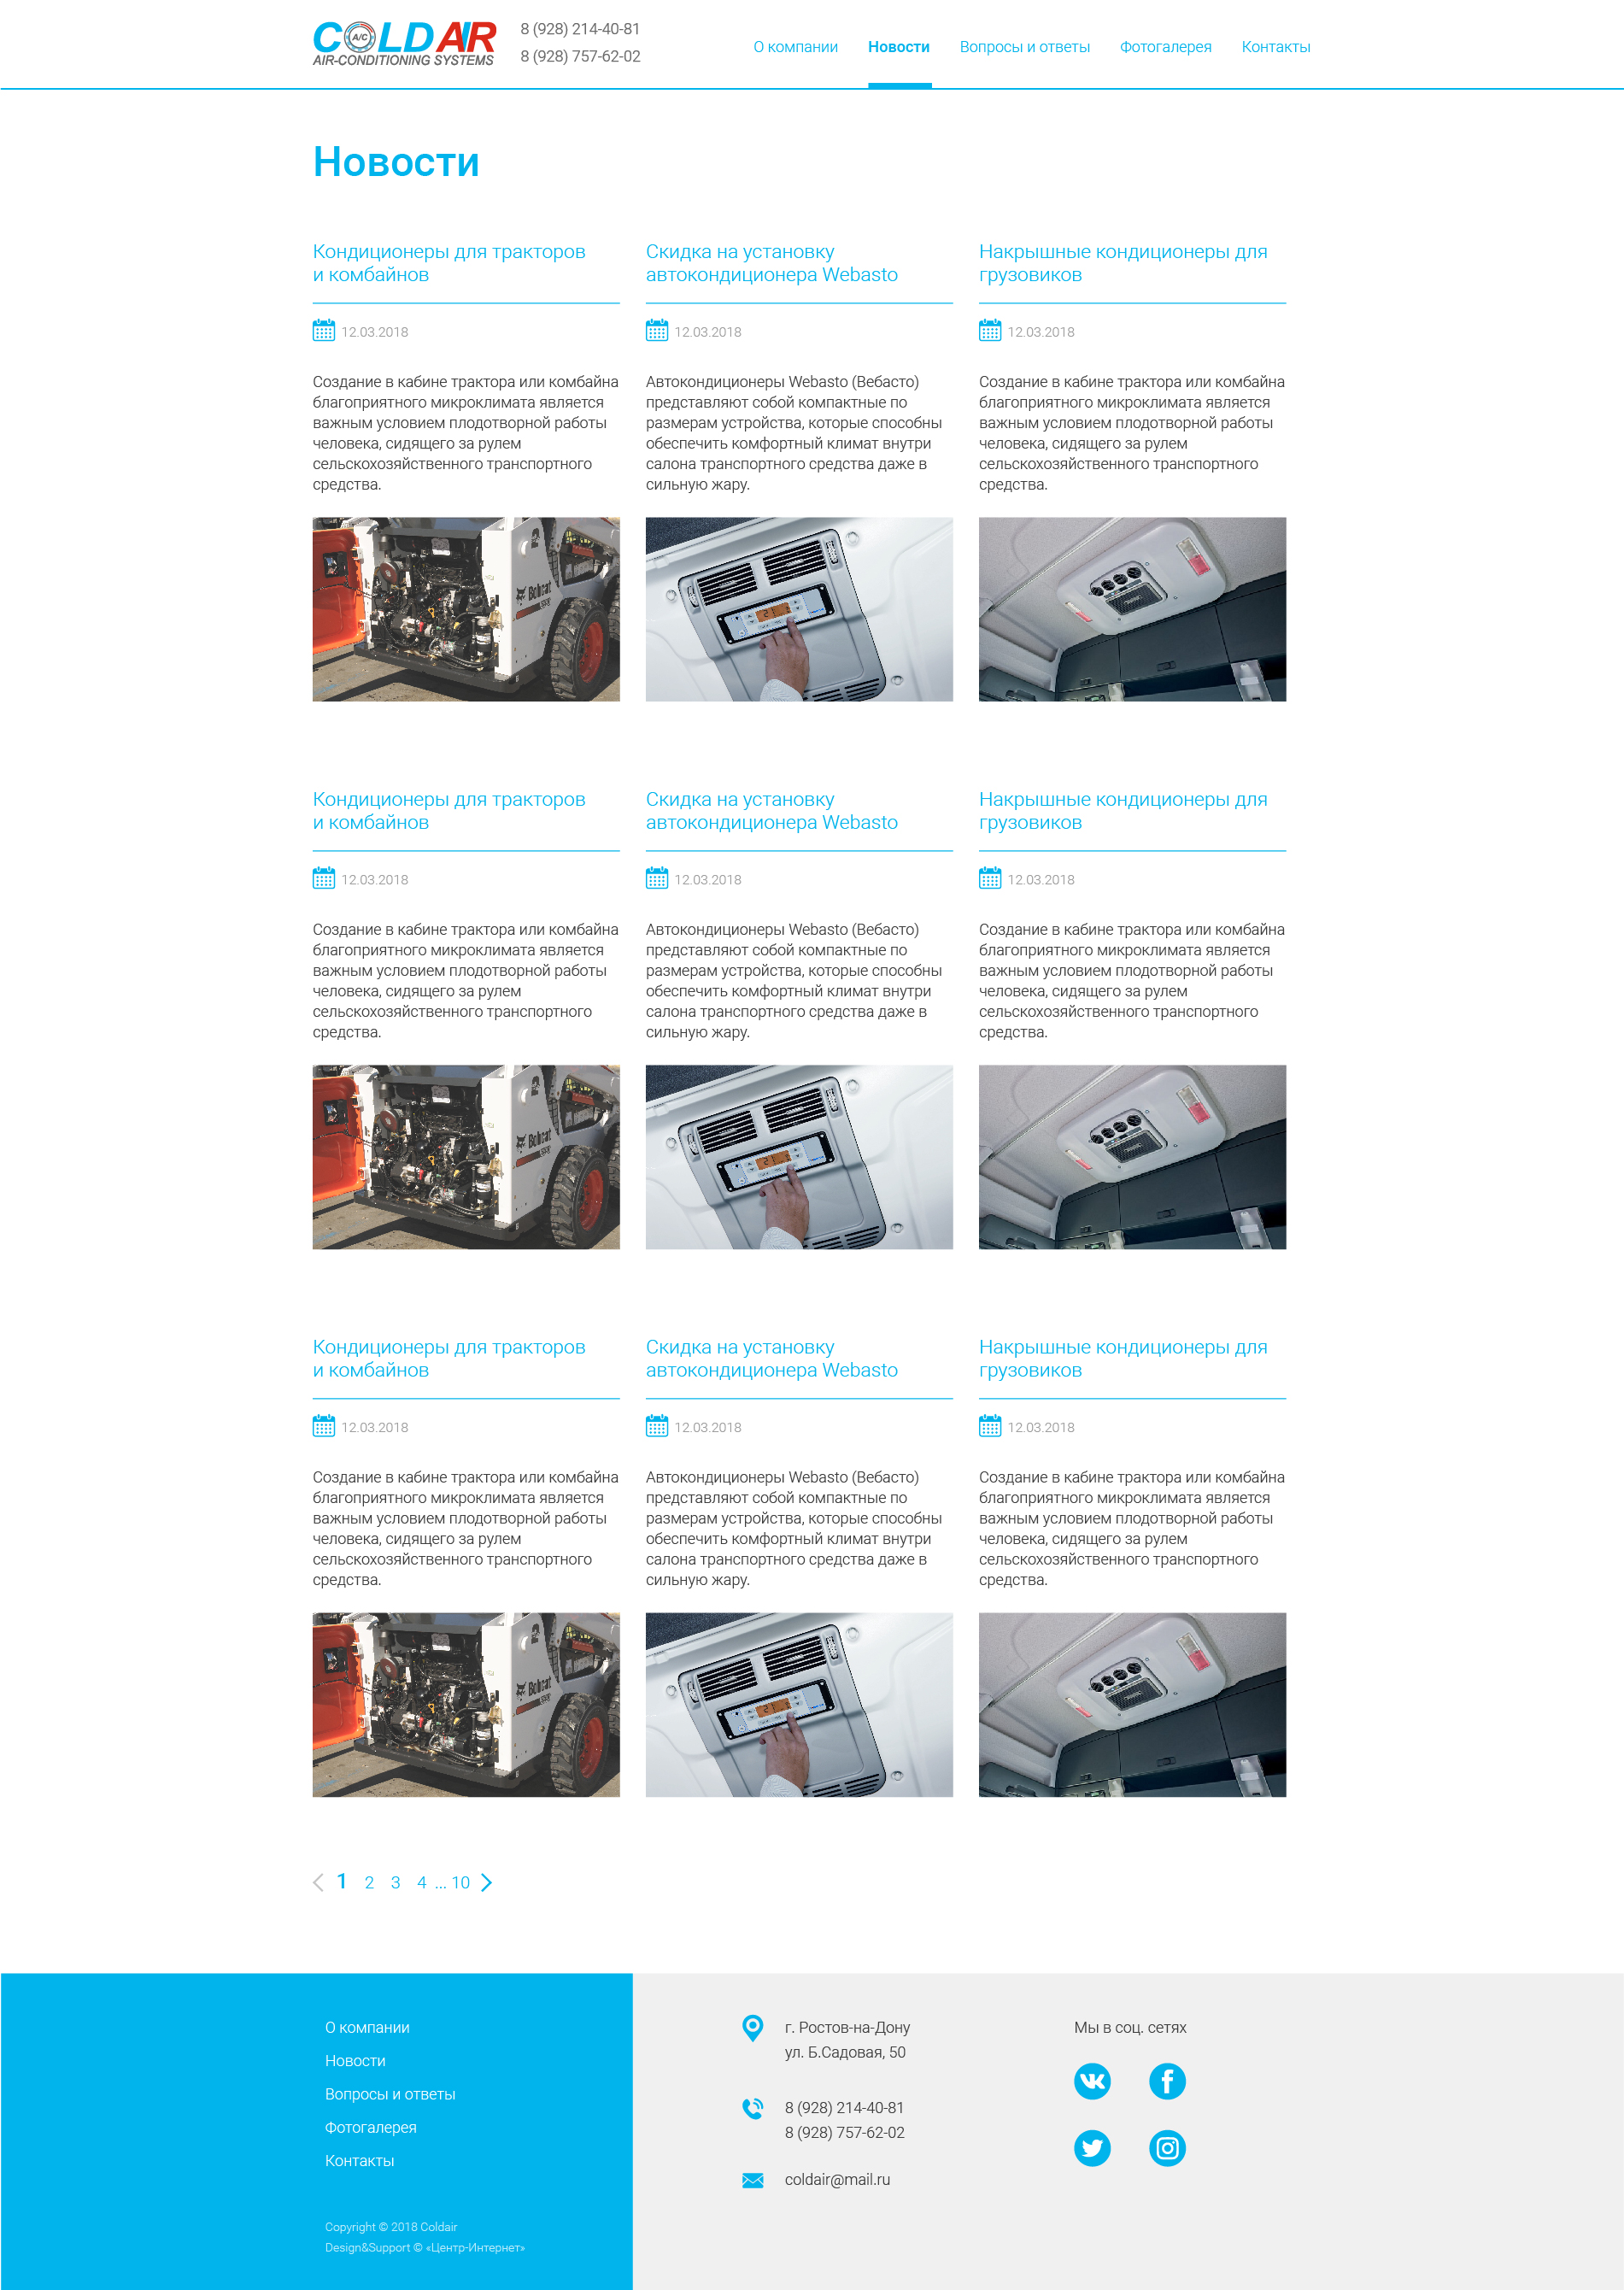 COLD AIR
A/C
AIR-CONDITIONING SYSTEMS
8 (928) 214-40-81
8 (928) 757-62-02
О компании Новости Вопросы и ответы Фотогалерея Контакты
Новости
Кондиционеры для тракторов
и комбайнов
12.03.2018
Создание в кабине трактора или комбайна
благоприятного микроклимата является
важным условием плодотворной работы
человека, сидящего за рулем
сельскохозяйственного транспортного
средства.
Bobcat
Скидка на установку
автокондиционера Webasto
12.03.2018
Автокондиционеры Webasto (Вебасто)
представляют собой компактные по
размерам устройства, которые способны
обеспечить комфортный климат внутри
салона транспортного средства даже в
сильную жару.
Накрышные кондиционеры для
грузовиков
12.03.2018
Создание в кабине трактора или комбайна
благоприятного микроклимата является
важным условием плодотворной работы
человека, сидящего за рулем
сельскохозяйственного транспортного
средства.
Кондиционеры для тракторов
и комбайнов
12.03.2018
Создание в кабине трактора или комбайна
благоприятного микроклимата является
важным условием плодотворной работы
человека, сидящего за рулем
сельскохозяйственного транспортного
средства.
Bobcat
Скидка на установку
автокондиционера Webasto
12.03.2018
Автокондиционеры Webasto (Вебасто)
представляют собой компактные по
размерам устройства, которые способны
обеспечить комфортный климат внутри
салона транспортного средства даже в
сильную жару.
Накрышные кондиционеры для
грузовиков
12.03.2018
Создание в кабине трактора или комбайна
благоприятного микроклимата является
важным условием плодотворной работы
человека, сидящего за рулем
сельскохозяйственного транспортного
средства.
Кондиционеры для тракторов
и комбайнов
12.03.2018
Создание в кабине трактора или комбайна
благоприятного микроклимата является
важным условием плодотворной работы
человека, сидящего за рулем
сельскохозяйственного транспортного
средства.
Bobcat
Скидка на установку
автокондиционера Webasto
12.03.2018
Автокондиционеры Webasto (Вебасто)
представляют собой компактные по
размерам устройства, которые способны
обеспечить комфортный климат внутри
салона транспортного средства даже в
сильную жару.
Накрышные кондиционеры для
грузовиков
12.03.2018
Создание в кабине трактора или комбайна
благоприятного микроклимата является
важным условием плодотворной работы
человека, сидящего за рулем
сельскохозяйственного транспортного
средства.
1 2 3 4 ... 10
О компании
Новости
Вопросы и ответы
Фотогалерея
Контакты
Copyright © 2018 Coldair
Design&Support © «Центр-Интернет»
г. Ростов-на-Дону
ул. Б.Садовая, 50
8 (928) 214-40-81
8 (928) 757-62-02
coldair@mail.ru
Мы в соц. сетях